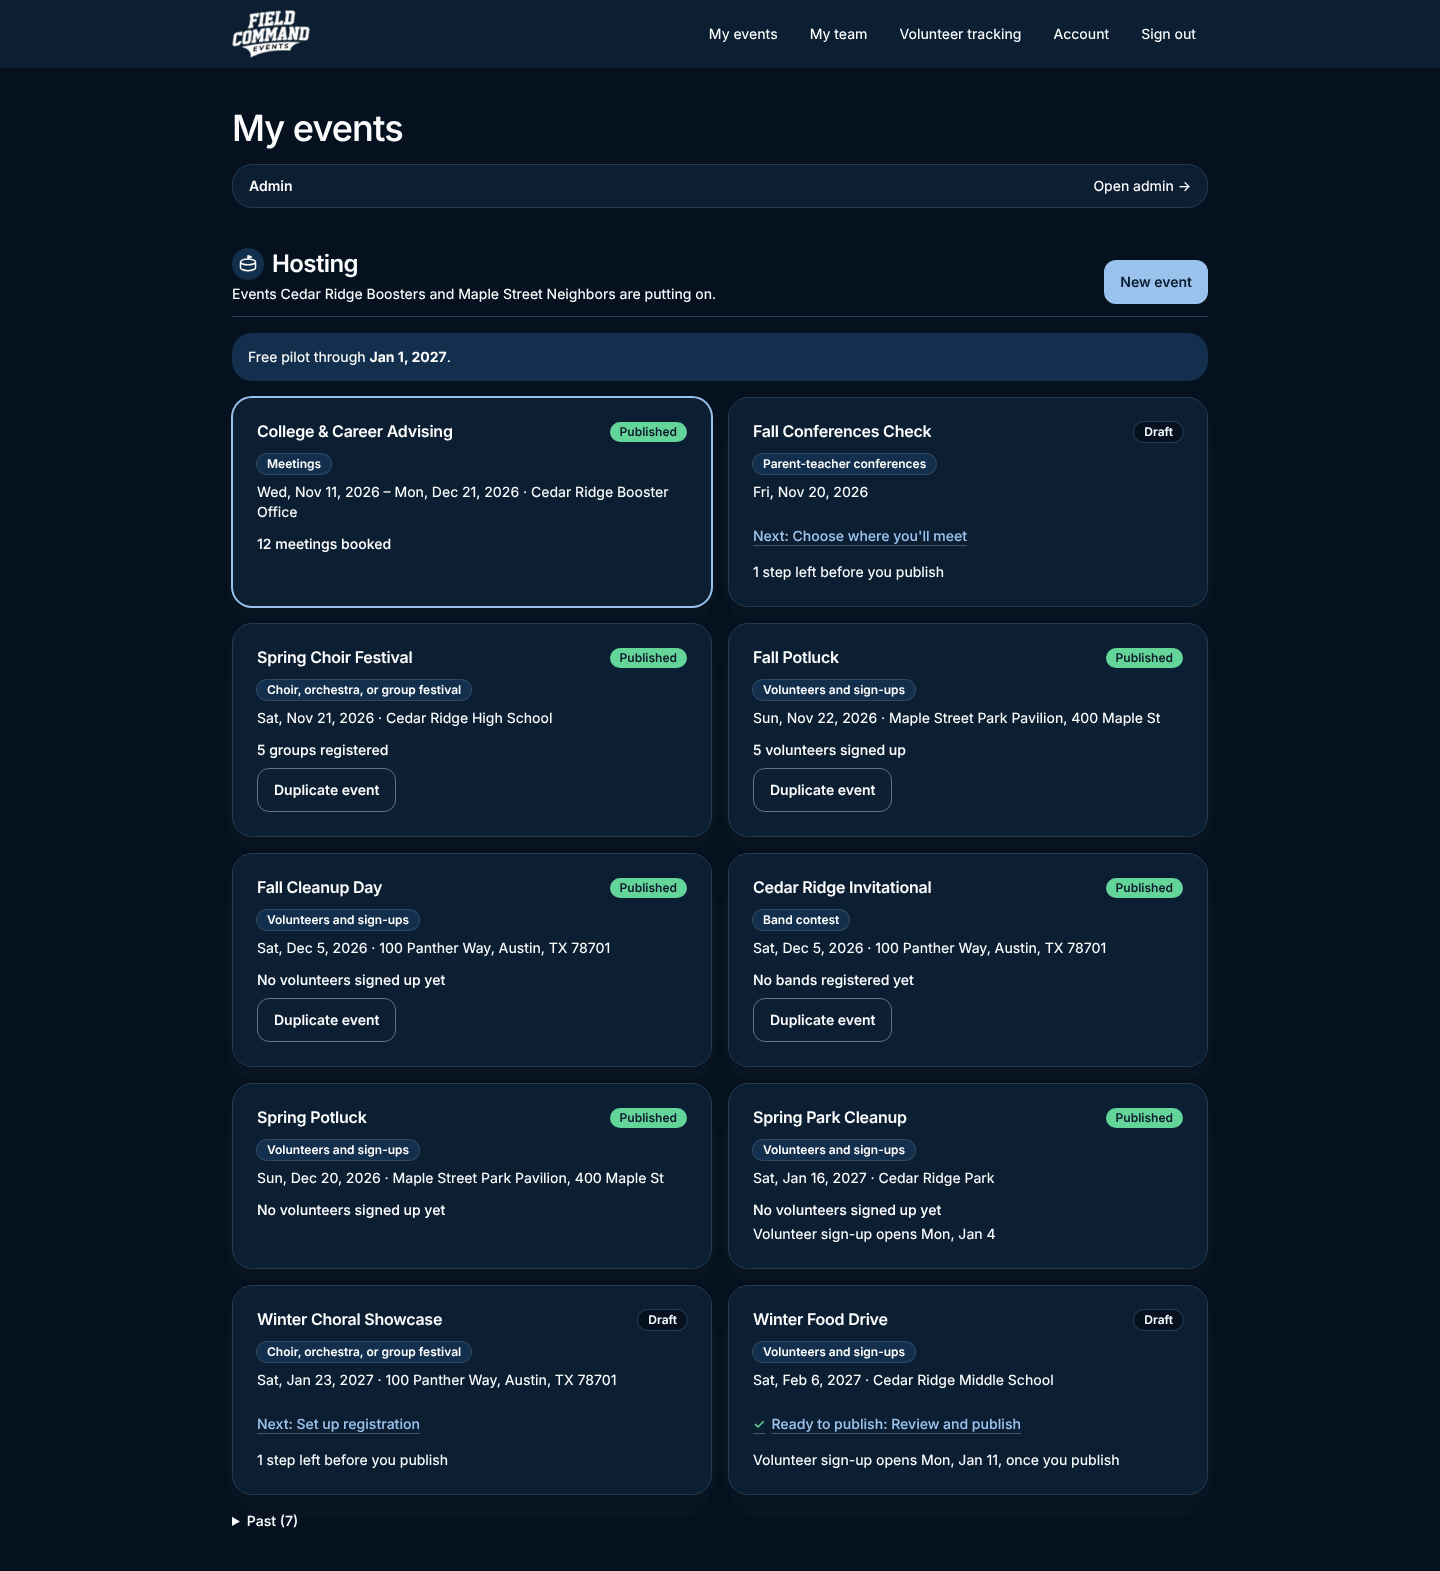 FIELD
COMMAND
EVENTS
My events
My team
Volunteer tracking
Account
Sign out
My events
Admin
Open admin →
Hosting
Events Cedar Ridge Boosters and Maple Street Neighbors are putting on.
New event
Free pilot through Jan 1, 2027.
College & Career Advising
Published
Meetings
Wed, Nov 11, 2026 – Mon, Dec 21, 2026 · Cedar Ridge Booster
Office
12 meetings booked
Fall Conferences Check
Draft
Parent-teacher conferences
Fri, Nov 20, 2026
Next: Choose where you'll meet
1 step left before you publish
Spring Choir Festival
Published
Choir, orchestra, or group festival
Sat, Nov 21, 2026 · Cedar Ridge High School
5 groups registered
Duplicate event
Fall Potluck
Published
Volunteers and sign-ups
Sun, Nov 22, 2026 · Maple Street Park Pavilion, 400 Maple St
5 volunteers signed up
Duplicate event
Fall Cleanup Day
Published
Volunteers and sign-ups
Sat, Dec 5, 2026 · 100 Panther Way, Austin, TX 78701
No volunteers signed up yet
Duplicate event
Cedar Ridge Invitational
Published
Band contest
Sat, Dec 5, 2026 · 100 Panther Way, Austin, TX 78701
No bands registered yet
Duplicate event
Spring Potluck
Published
Volunteers and sign-ups
Sun, Dec 20, 2026 · Maple Street Park Pavilion, 400 Maple St
No volunteers signed up yet
Spring Park Cleanup
Published
Volunteers and sign-ups
Sat, Jan 16, 2027 · Cedar Ridge Park
No volunteers signed up yet
Volunteer sign-up opens Mon, Jan 4
Winter Choral Showcase
Draft
Choir, orchestra, or group festival
Sat, Jan 23, 2027 · 100 Panther Way, Austin, TX 78701
Next: Set up registration
1 step left before you publish
Winter Food Drive
Draft
Volunteers and sign-ups
Sat, Feb 6, 2027 · Cedar Ridge Middle School
✓ Ready to publish: Review and publish
Volunteer sign-up opens Mon, Jan 11, once you publish
▶ Past (7)